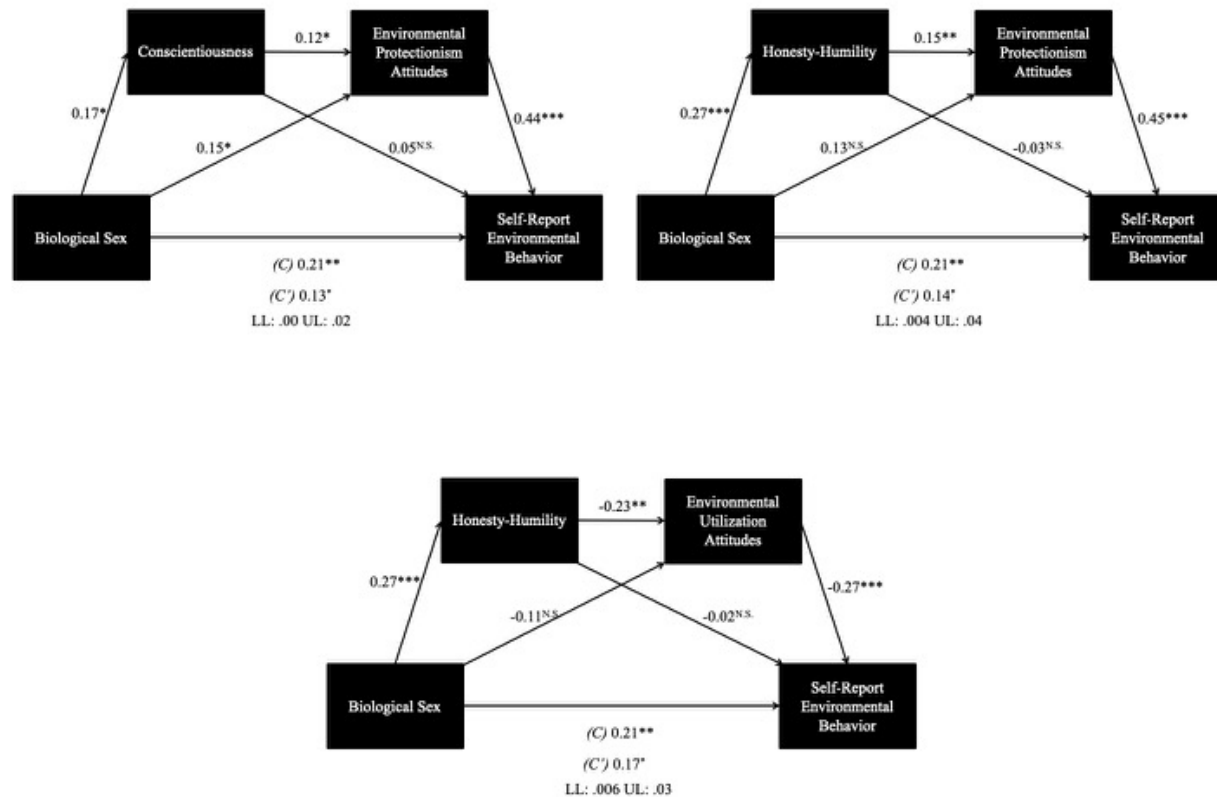 Conscientiousness
0.12*
Environmental
Protectionism
Attitudes
0.17*
0.15*
0.05N.S.
0.44***
Biological Sex
Self-Report
Environmental
Behavior
(C) 0.21**
(C') 0.13*
LL: .00 UL: .02
Honesty-Humility
0.15**
Environmental
Protectionism
Attitudes
0.27***
0.13N.S.
-0.03N.S.
0.45***
Biological Sex
Self-Report
Environmental
Behavior
(C) 0.21**
(C') 0.14*
LL: .004 UL: .04
Honesty-Humility
-0.23**
Environmental
Utilization
Attitudes
0.27***
-0.11N.S.
-0.02N.S.
-0.27***
Biological Sex
Self-Report
Environmental
Behavior
(C) 0.21**
(C') 0.17*
LL: .006 UL: .03